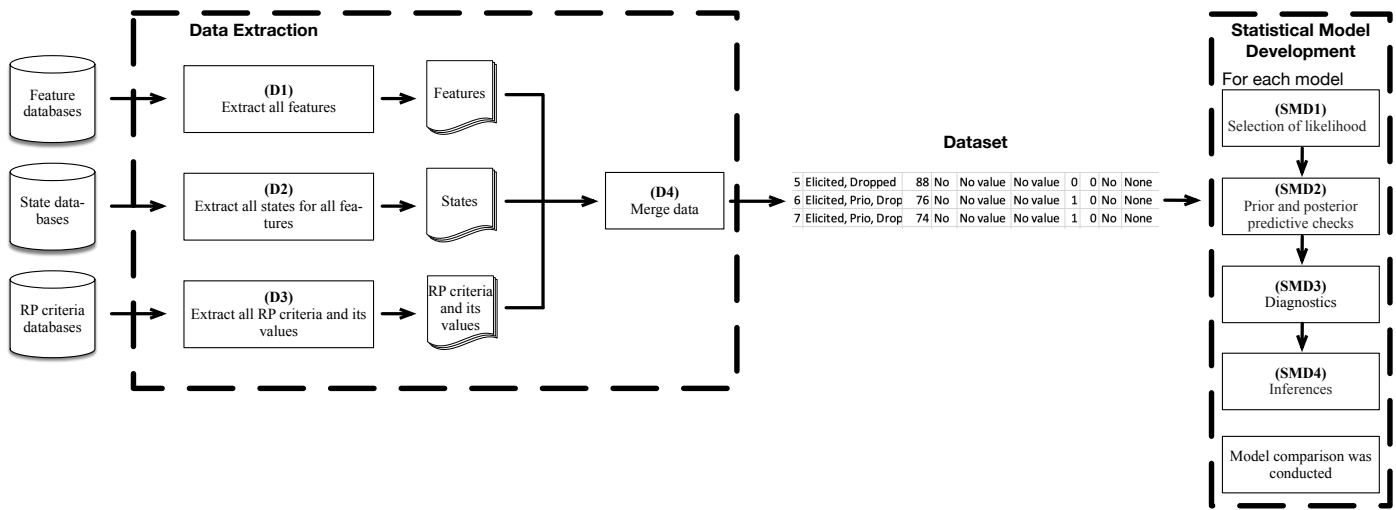 Data Extraction
Feature
databases
(D1)
Extract all features
Features
State data-
bases
(D2)
Extract all states for all fea-
tures
States
RP criteria
databases
(D3)
Extract all RP criteria and its
values
RP criteria
and its
values
(D4)
Merge data
Dataset
5 Elicited, Dropped 88 No No value No value 0 0 No None
6 Elicited, Prio, Drop 76 No No value No value 1 0 No None
7 Elicited, Prio, Drop 74 No No value No value 1 0 No None
Statistical Model
Development
For each model
(SMD1)
Selection of likelihood
(SMD2)
Prior and posterior
predictive checks
(SMD3)
Diagnostics
(SMD4)
Inferences
Model comparison was
conducted